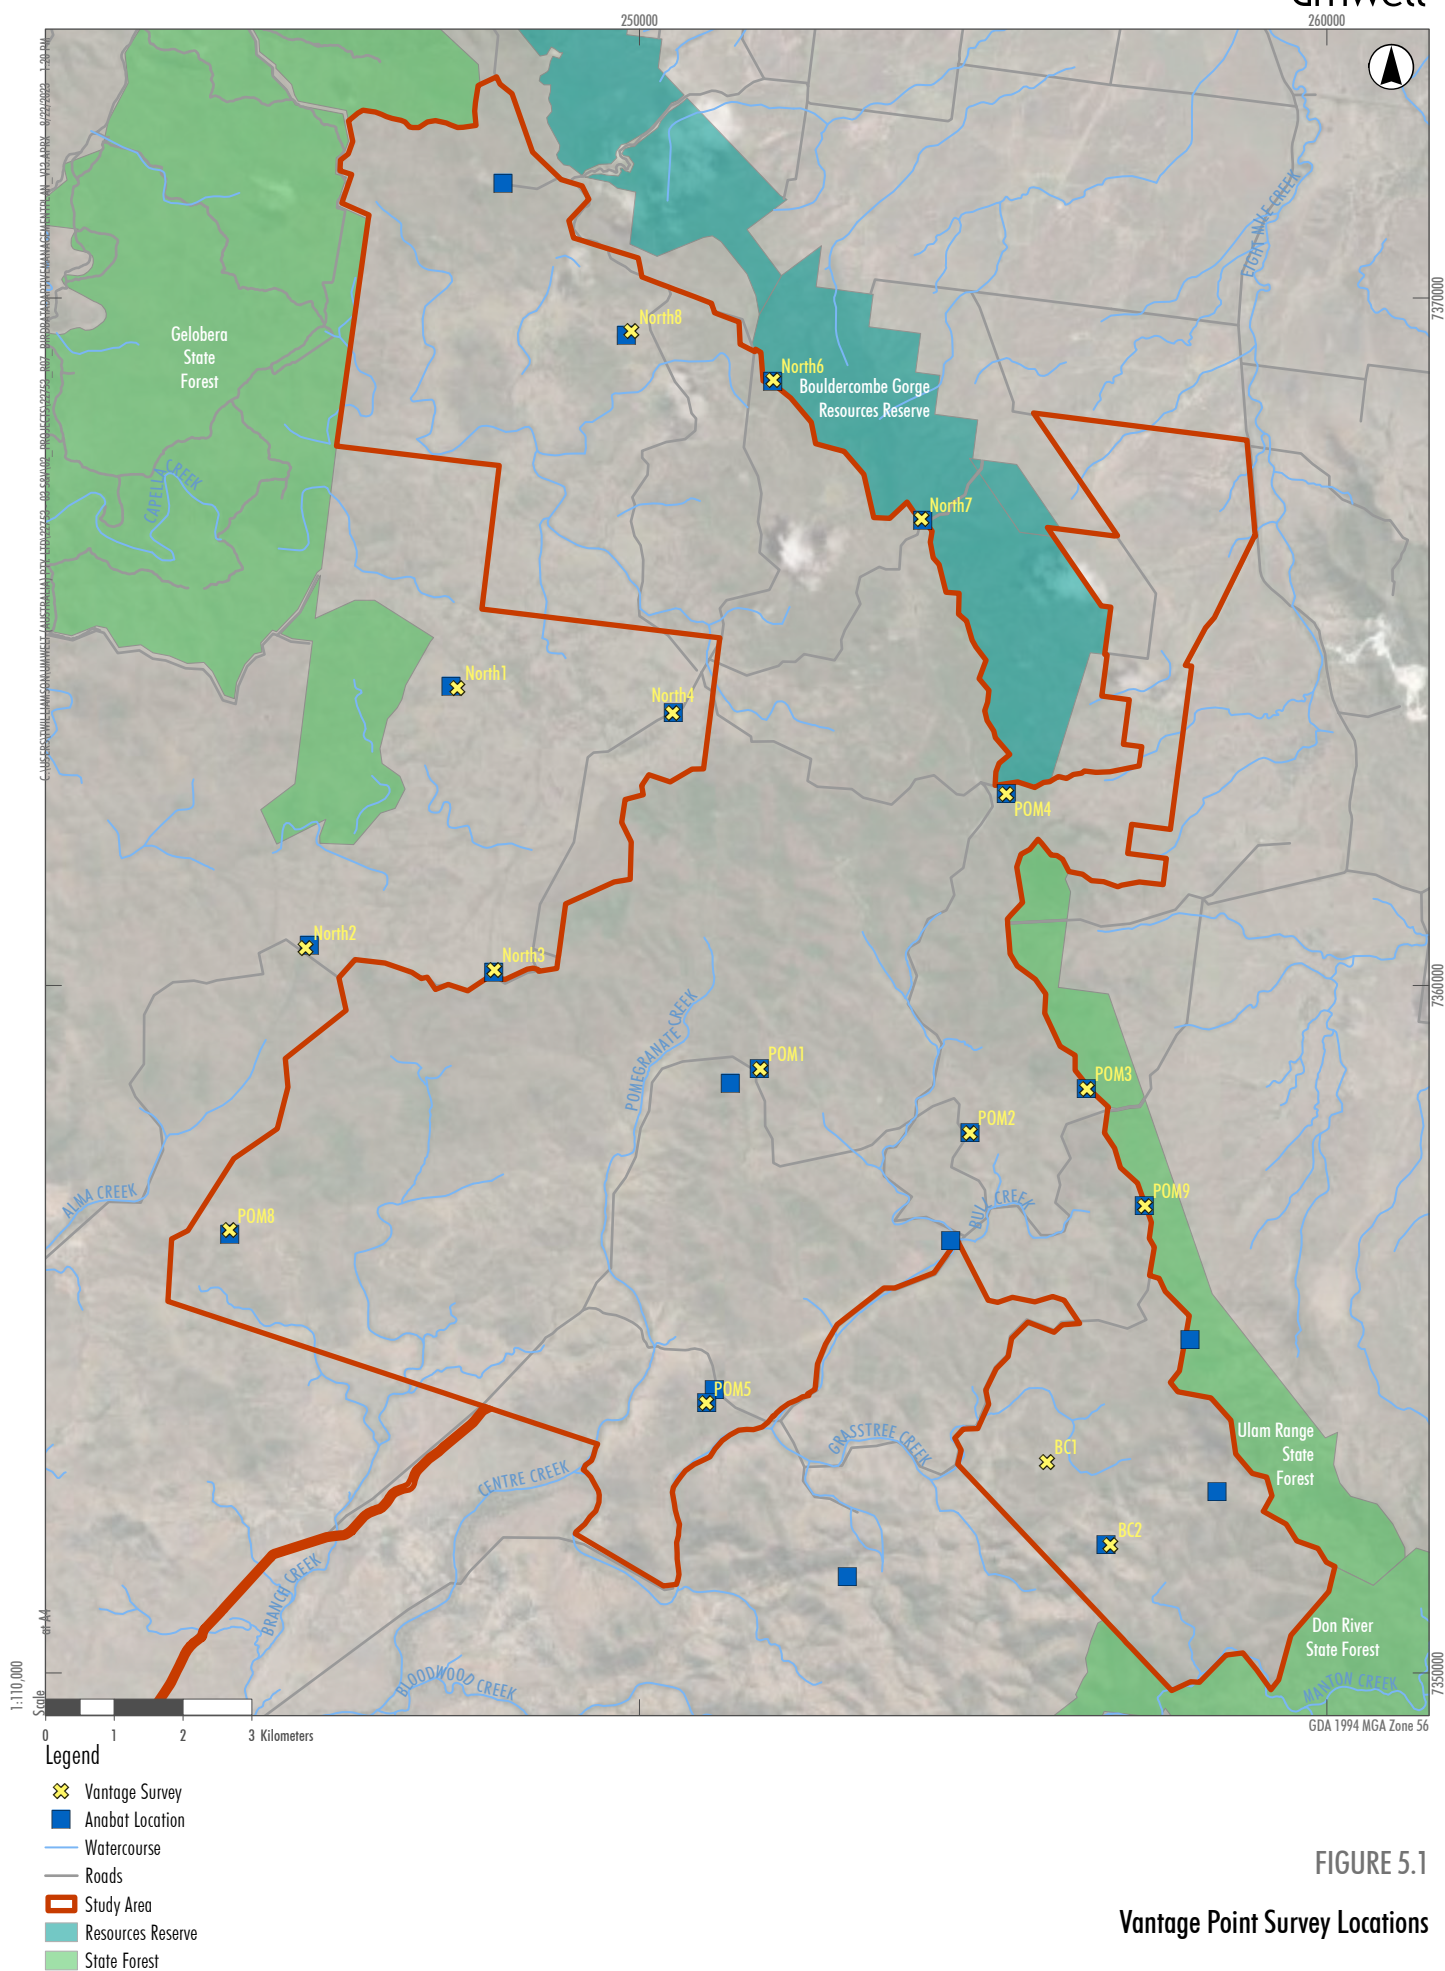 250000
260000
7370000
7360000
7350000
EIGHT MILE CREEK
Gelobera
State
Forest
North8
North6
Bouldercombe Gorge
Resources Reserve
CAPELLA CREEK
North7
North1
North4
POM4
North2
North3
POMEGRANATE CREEK
POM1
POM3
POM2
ALMA CREEK
POM9
BULL CREEK
POM8
POM5
GRASSTREE CREEK
BC1
Ulam Range
State
Forest
CENTRE CREEK
BC2
BRANCH CREEK
Don River
State Forest
BLOODWOOD CREEK
MANTON CREEK
Scale
1:110,000
at A4
0 1 2 3 Kilometers
GDA 1994 MGA Zone 56
Legend
Vantage Survey
Anabat Location
Watercourse
Roads
Study Area
Resources Reserve
State Forest
FIGURE 5.1
Vantage Point Survey Locations